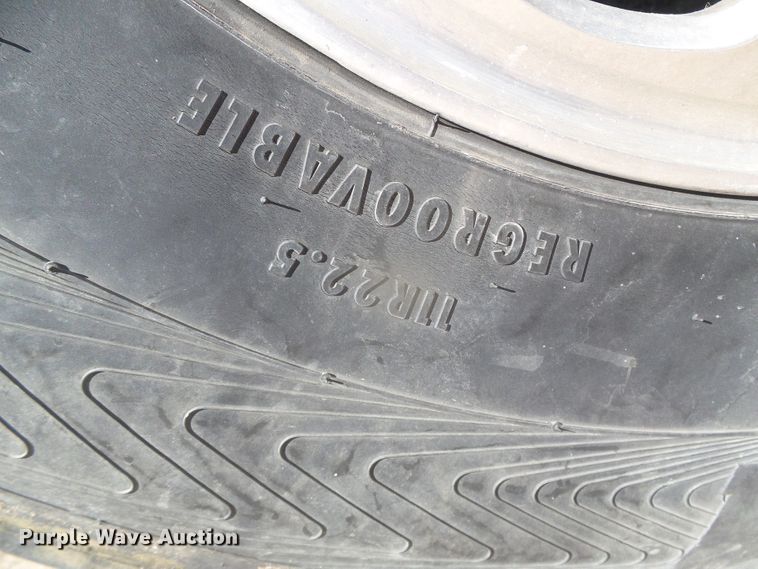 REGROOVABLE
11R22.5
Purple Wave Auction